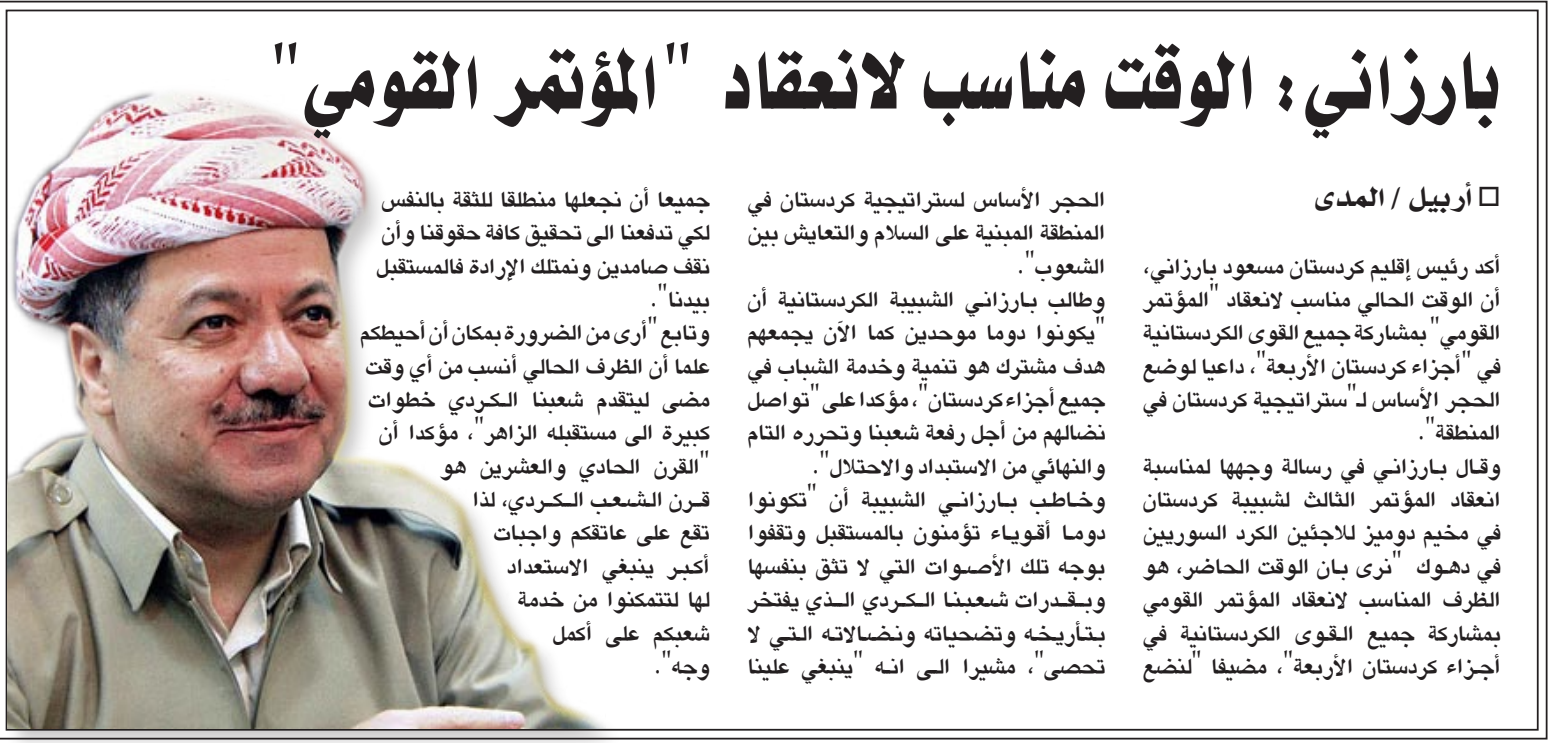 بارزاني: الوقت مناسب لانعقاد "المؤتمر القومي"
□ أربيل / المدى
أكد رئيس إقليم كردستان مسعود بارزاني،
أن الوقت الحالي مناسب لانعقاد "المؤتمر
القومي" بمشاركة جميع القوى الكردستانية
في "أجزاء كردستان الأربعة"، داعيا لوضع
الحجر الأساس لـ"ستراتيجية كردستان في
المنطقة".
وقال بارزاني في رسالة وجهها لمناسبة
انعقاد المؤتمر الثالث لشبيبة كردستان
في مخيم دوميز للاجئين الكرد السوريين
في دهوك "نرى بان الوقت الحاضر، هو
الظرف المناسب لانعقاد المؤتمر القومي
بمشاركة جميع القوى الكردستانية في
أجزاء كردستان الأربعة"، مضيفا "لنضع
الحجر الأساس لستراتيجية كردستان في
المنطقة المبنية على السلام والتعايش بين
الشعوب".
وطالب بارزاني الشبيبة الكردستانية أن
"يكونوا دوما موحدين كما الآن يجمعهم
هدف مشترك هو تنمية وخدمة الشباب في
جميع أجزاء كردستان"، مؤكدا على "تواصل
نضالهم من أجل رفعة شعبنا وتحرره التام
والنهائي من الاستبداد والاحتلال".
وخاطب بارزاني الشبيبة أن "تكونوا
دوما أقوياء تؤمنون بالمستقبل وتقفوا
بوجه تلك الأصوات التي لا تثق بنفسها
وبقدرات شعبنا الكردي الذي يفتخر
بتأريخه وتضحياته ونضالاته التي لا
تحصى"، مشيرا الى انه "ينبغي علينا
جميعا أن نجعلها منطلقا للثقة بالنفس
لكي تدفعنا الى تحقيق كافة حقوقنا وأن
نقف صامدين ونمتلك الإرادة فالمستقبل
بيدنا".
وتابع "أرى من الضرورة بمكان أن أحيطكم
علما أن الظرف الحالي أنسب من أي وقت
مضى ليتقدم شعبنا الكردي خطوات
كبيرة الى مستقبله الزاهر"، مؤكدا أن
"القرن الحادي والعشرين هو
قرن الشعب الكردي، لذا
تقع على عاتقكم واجبات
أكبر ينبغي الاستعداد
لها لتتمكنوا من خدمة
شعبكم على أكمل
وجه".